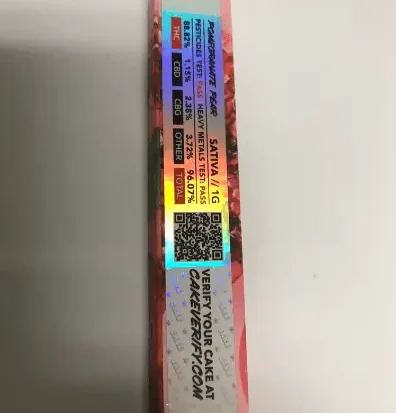 POMEGRANATE PEAR
SATIVA // 1G
PESTICIDES TEST: PASS HEAVY METALS TEST: PASS
88.82% 1.15% 2.38% 3.72% 96.07%
THC CBD CBG OTHER TOTAL
VERIFY YOUR CAKE AT
CAKEVERIFY.COM